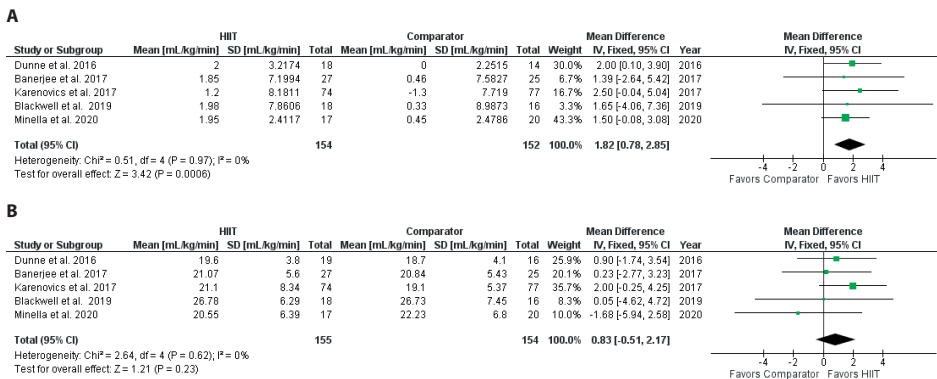 A
HIIT Comparator Mean Difference Mean Difference
Study or Subgroup Mean [mL/kg/min] SD [mL/kg/min] Total Mean [mL/kg/min] SD [mL/kg/min] Total Weight IV, Fixed, 95% CI Year IV, Fixed, 95% CI
Dunne et al. 2016 2 3.2174 18 0 2.2515 14 30.0% 2.00 [0.10, 3.90] 2016
Banerjee et al. 2017 1.85 7.1994 27 0.46 7.5827 25 6.7% 1.39 [-2.64, 5.42] 2017
Karenovics et al. 2017 1.2 8.1811 74 -1.3 7.719 77 16.7% 2.50 [-0.04, 5.04] 2017
Blackwell et al. 2019 1.98 7.8606 18 0.33 8.9873 16 3.3% 1.65 [-4.06, 7.36] 2019
Minella et al. 2020 1.95 2.4117 17 0.45 2.4786 20 43.3% 1.50 [-0.08, 3.08] 2020
Total (95% CI) 154 152 100.0% 1.82 [0.78, 2.85]
Heterogeneity: Chi² = 0.51, df = 4 (P = 0.97); I² = 0%
Test for overall effect: Z = 3.42 (P = 0.0006)
-4 -2 0 2 4
Favors Comparator Favors HIIT
B
HIIT Comparator Mean Difference Mean Difference
Study or Subgroup Mean [mL/kg/min] SD [mL/kg/min] Total Mean [mL/kg/min] SD [mL/kg/min] Total Weight IV, Fixed, 95% CI Year IV, Fixed, 95% CI
Dunne et al. 2016 19.6 3.8 19 18.7 4.1 16 25.9% 0.90 [-1.74, 3.54] 2016
Banerjee et al. 2017 21.07 5.6 27 20.84 5.43 25 20.1% 0.23 [-2.77, 3.23] 2017
Karenovics et al. 2017 21.1 8.34 74 19.1 5.37 77 35.7% 2.00 [-0.25, 4.25] 2017
Blackwell et al. 2019 26.78 6.29 18 26.73 7.45 16 8.3% 0.05 [-4.62, 4.72] 2019
Minella et al. 2020 20.55 6.39 17 22.23 6.8 20 10.0% -1.68 [-5.94, 2.58] 2020
Total (95% CI) 155 154 100.0% 0.83 [-0.51, 2.17]
Heterogeneity: Chi² = 2.64, df = 4 (P = 0.62); I² = 0%
Test for overall effect: Z = 1.21 (P = 0.23)
-4 -2 0 2 4
Favors Comparator Favors HIIT